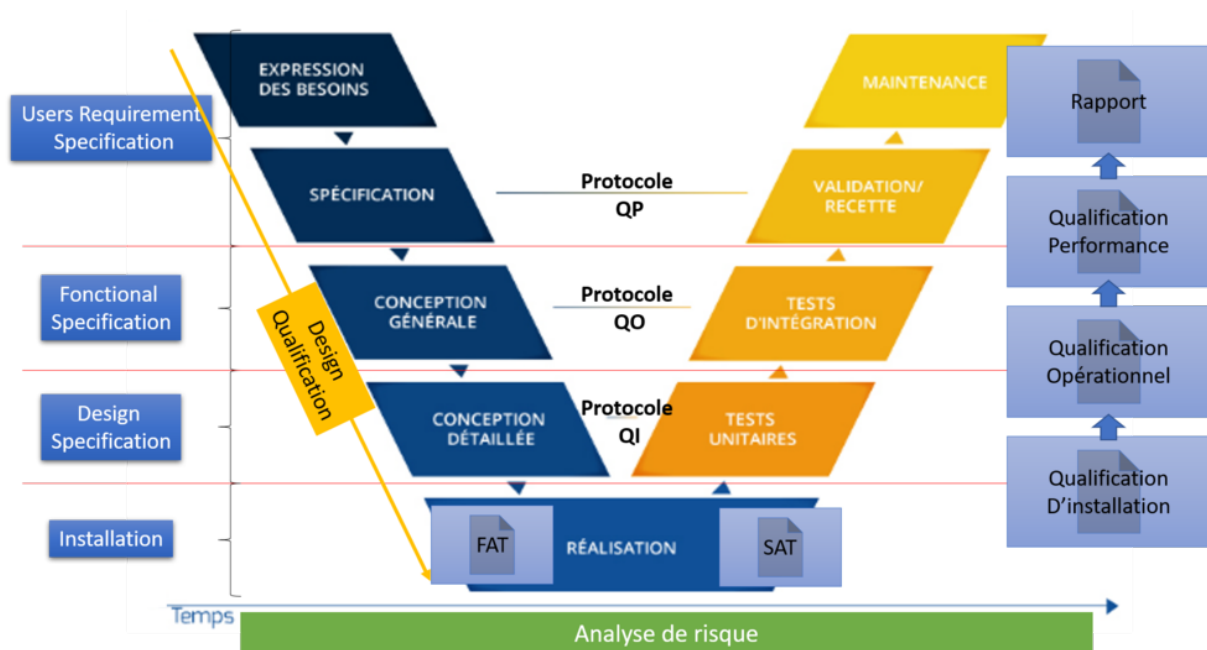 EXPRESSION
DES BESOINS
MAINTENANCE
Rapport
Users Requirement
Specification
SPÉCIFICATION
Protocole
QP
VALIDATION/
RECETTE
Qualification
Performance
Fonctional
Specification
Design
Qualification
CONCEPTION
GÉNÉRALE
Protocole
QO
TESTS
D'INTÉGRATION
Qualification
Opérationnel
Design
Specification
CONCEPTION
DÉTAILLÉE
Protocole
QI
TESTS
UNITAIRES
Qualification
D'installation
Installation
FAT
RÉALISATION
SAT
Temps
Analyse de risque